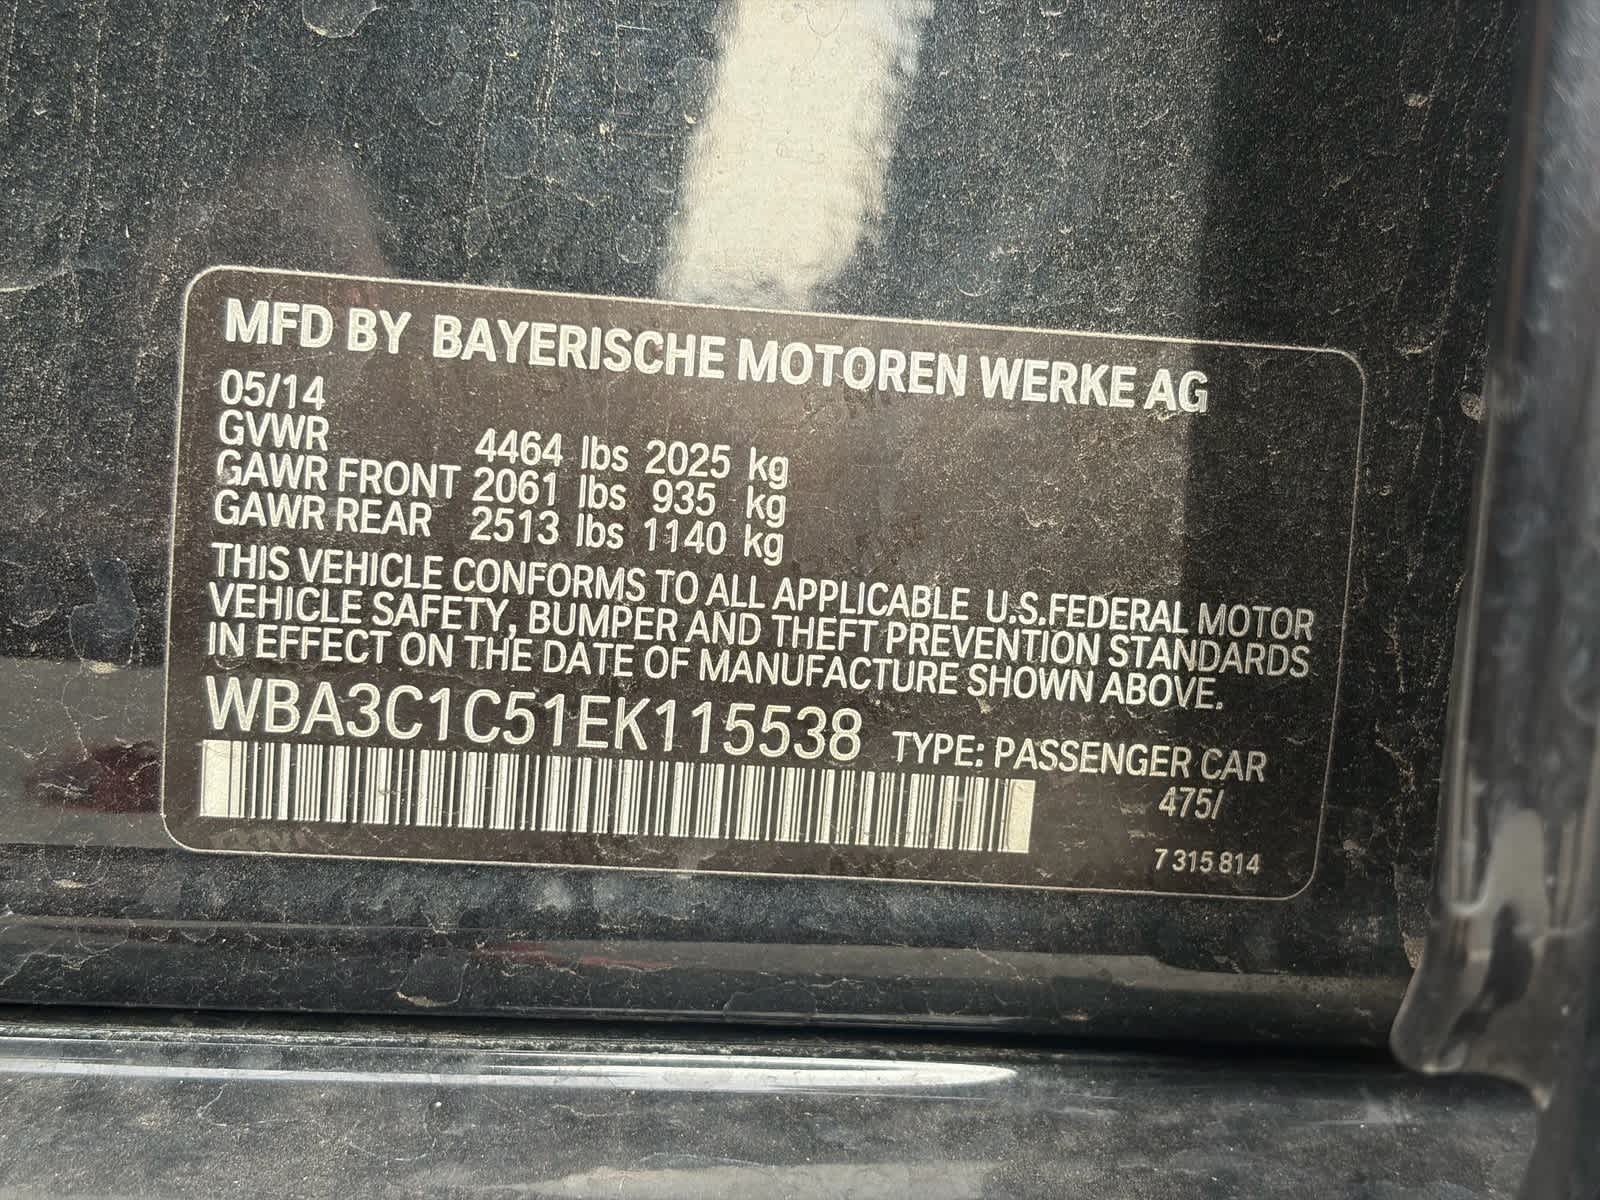 MFD BY BAYERISCHE MOTOREN WERKE AG
05/14
GVWR 4464 lbs 2025 kg
GAWR FRONT 2061 lbs 935 kg
GAWR REAR 2513 lbs 1140 kg
THIS VEHICLE CONFORMS TO ALL APPLICABLE U.S.FEDERAL MOTOR
VEHICLE SAFETY, BUMPER AND THEFT PREVENTION STANDARDS
IN EFFECT ON THE DATE OF MANUFACTURE SHOWN ABOVE.
WBA3C1C51EK115538 TYPE: PASSENGER CAR
475/
7 315 814